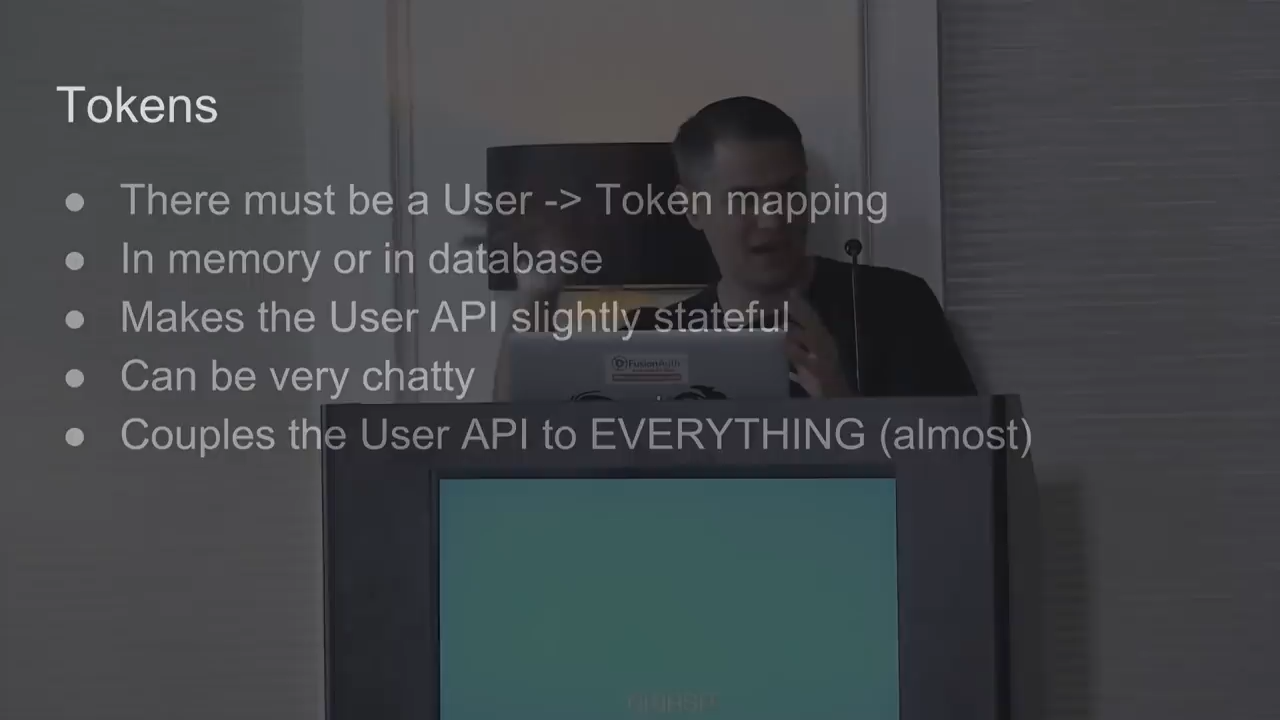 Tokens
● There must be a User -> Token mapping
● In memory or in database
● Makes the User API slightly stateful
● Can be very chatty
● Couples the User API to EVERYTHING (almost)
FusionAuth